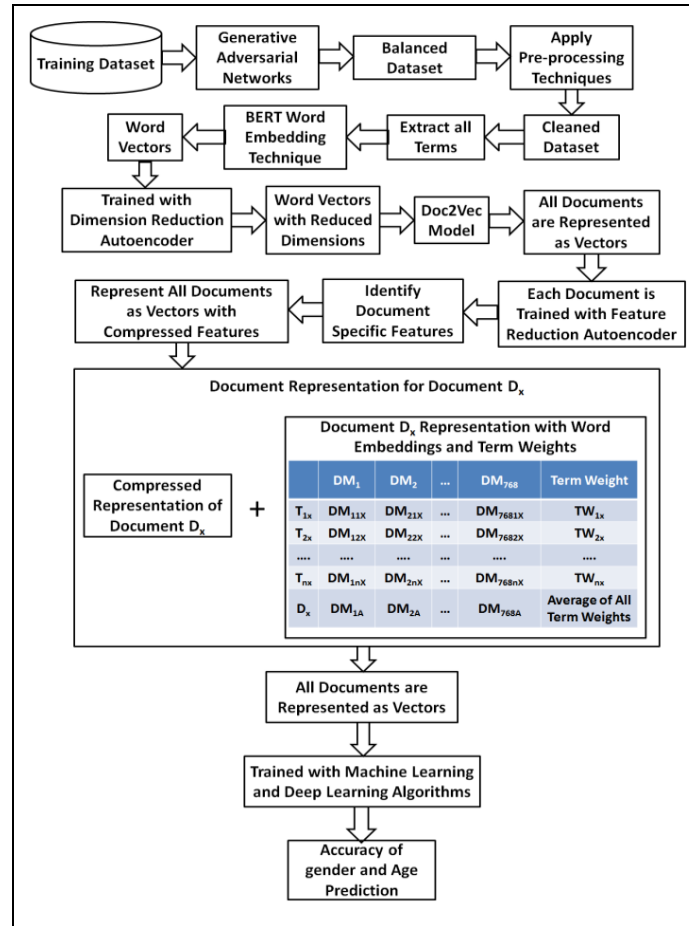 Training Dataset
Generative
Adversarial
Networks
Balanced
Dataset
Apply
Pre-processing
Techniques
Word
Vectors
BERT Word
Embedding
Technique
Extract all
Terms
Cleaned
Dataset
Trained with
Dimension Reduction
Autoencoder
Word Vectors
with Reduced
Dimensions
Doc2Vec
Model
All Documents
are Represented
as Vectors
Represent All Documents
as Vectors with
Compressed Features
Identify
Document
Specific Features
Each Document is
Trained with Feature
Reduction Autoencoder
Document Representation for Document Dx
Compressed
Representation of
Document Dx
+
Document Dx Representation with Word
Embeddings and Term Weights
DM1 DM2 ... DM768 Term Weight
T1x DM11X DM21X ... DM7681X TW1x
T2x DM12X DM22X ... DM7682X TW2x
.... .... .... ... .... ....
Tnx DM1nX DM2nX ... DM768nX TWnx
Dx DM1A DM2A ... DM768A Average of All
Term Weights
All Documents are
Represented as Vectors
Trained with Machine Learning
and Deep Learning Algorithms
Accuracy of
gender and Age
Prediction